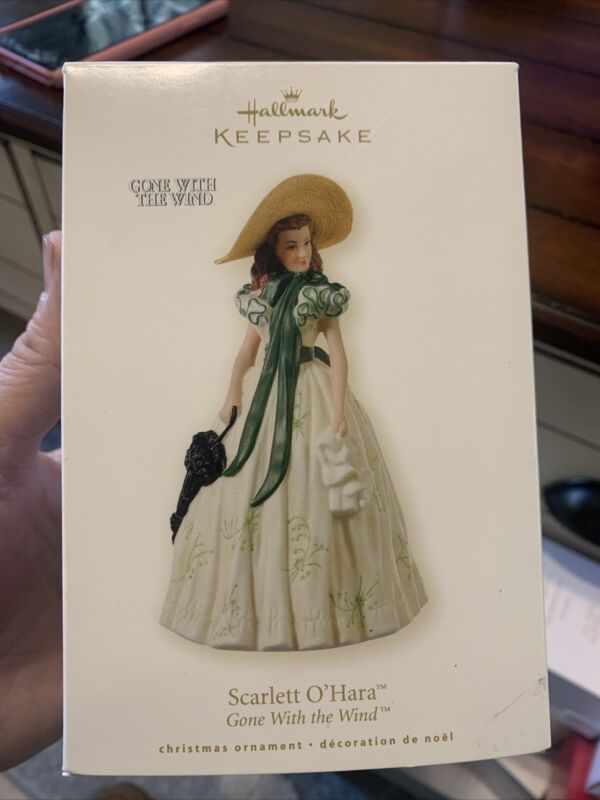 Hallmark
KEEPSAKE
GONE WITH
THE WIND
Scarlett O'Hara™
Gone With the Wind™
christmas ornament • décoration de noël